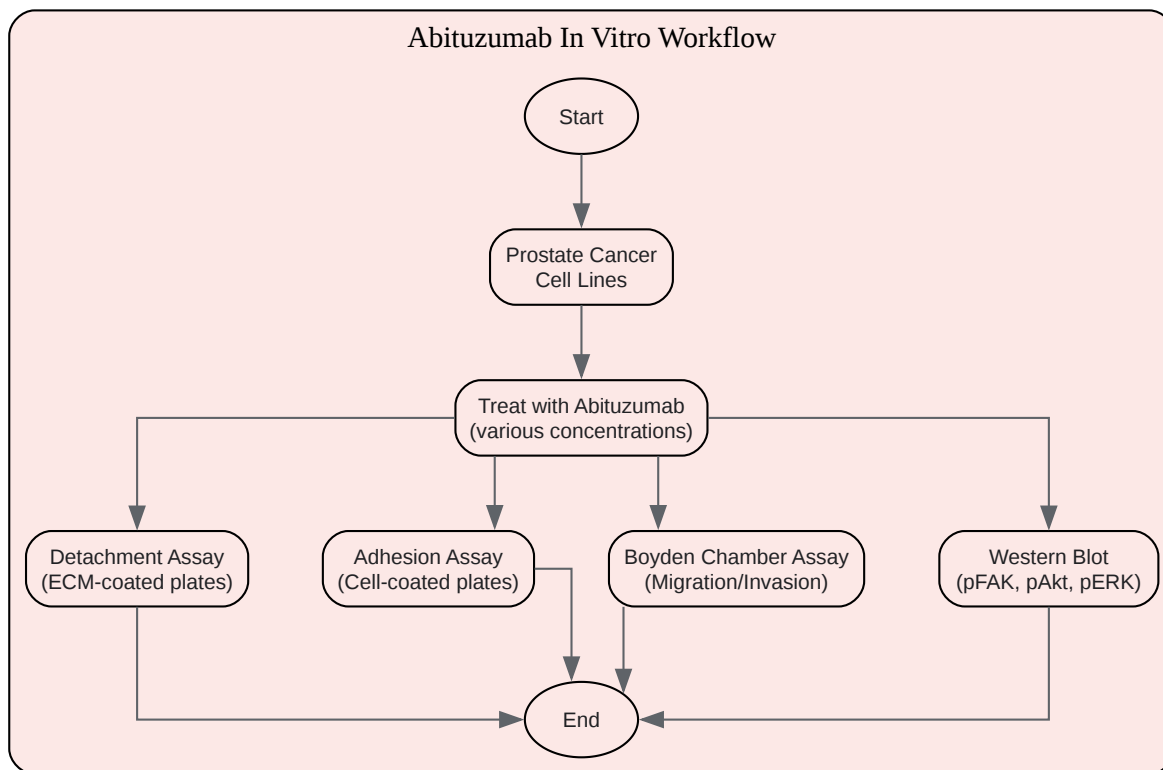 Abituzumab In Vitro Workflow
Start
Prostate Cancer
Cell Lines
Treat with Abituzumab
(various concentrations)
Detachment Assay
(ECM-coated plates)
Adhesion Assay
(Cell-coated plates)
Boyden Chamber Assay
(Migration/Invasion)
Western Blot
(pFAK, pAkt, pERK)
End